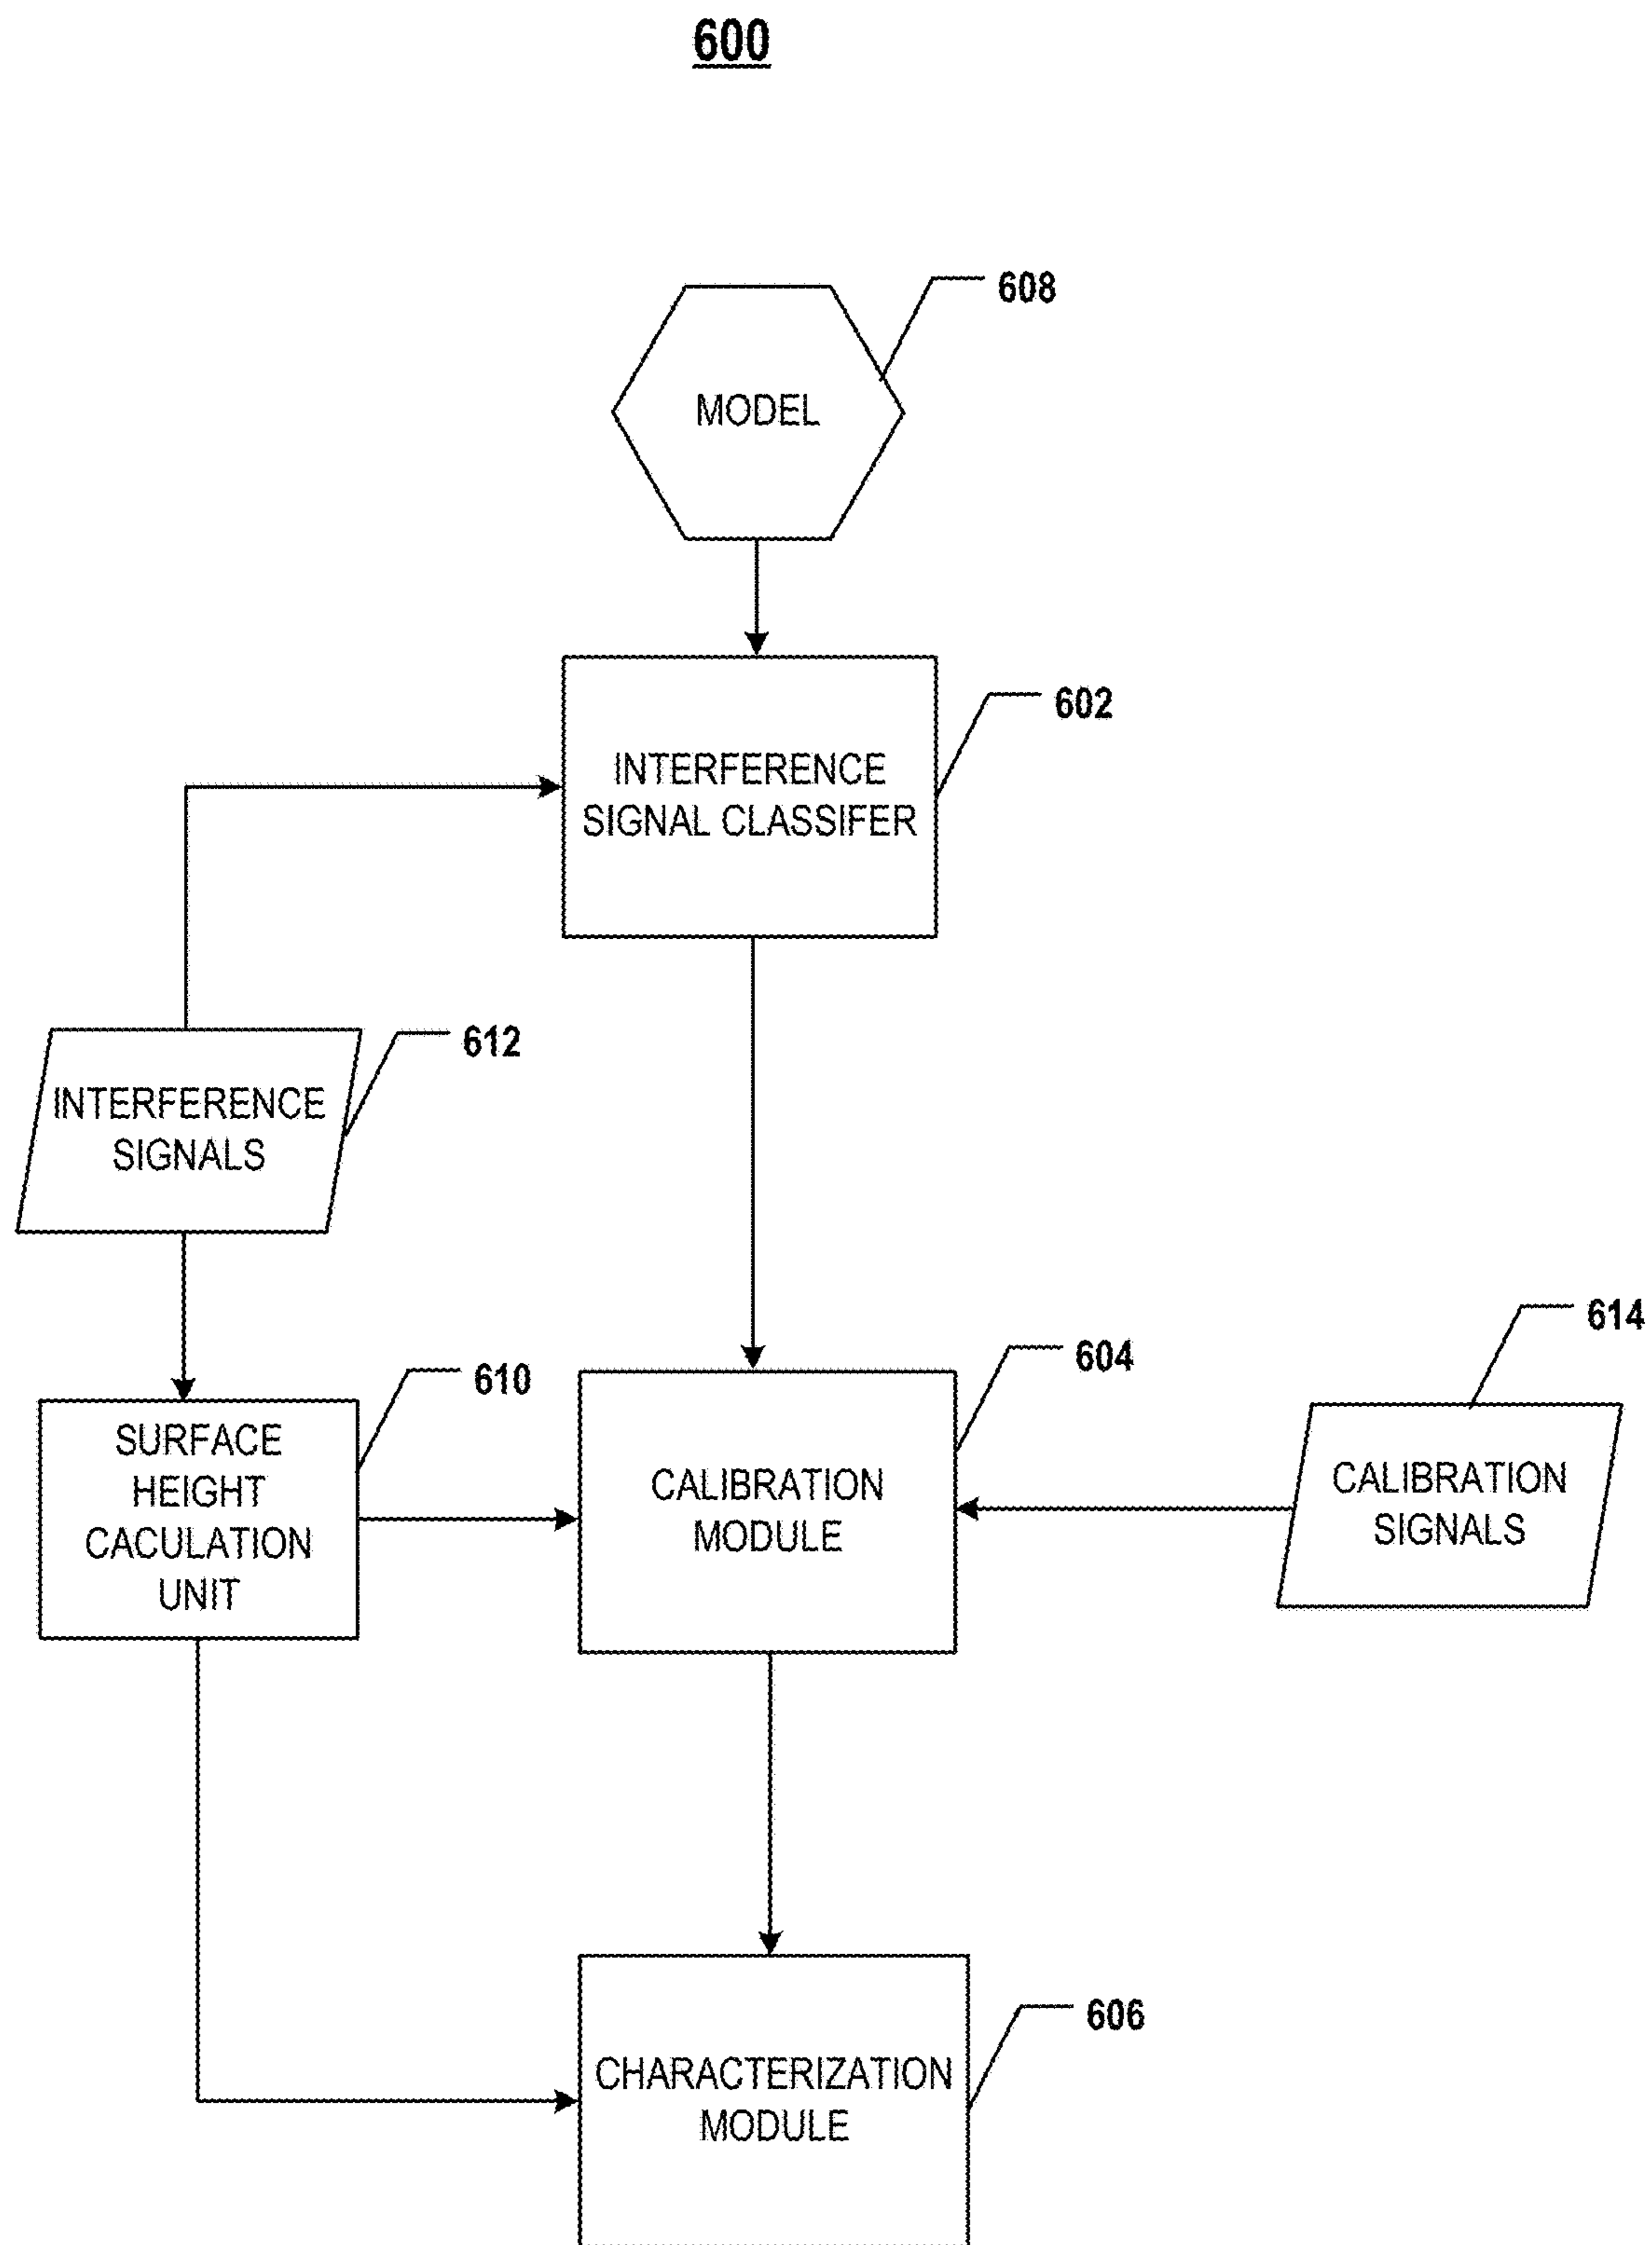 600
608
MODEL
602
INTERFERENCE
SIGNAL CLASSIFER
612
INTERFERENCE
SIGNALS
614
604
610
SURFACE
HEIGHT
CACULATION
UNIT
CALIBRATION
MODULE
CALIBRATION
SIGNALS
606
CHARACTERIZATION
MODULE